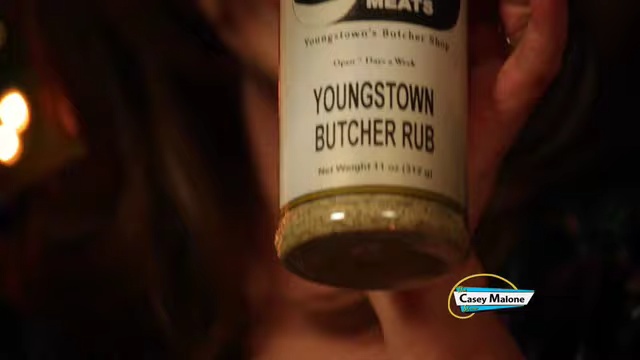 MEATS
Youngstown's Butcher Shop
Open 7 Days a Week
YOUNGSTOWN
BUTCHER RUB
Net Weight 11 oz (312 g)
Casey Malone